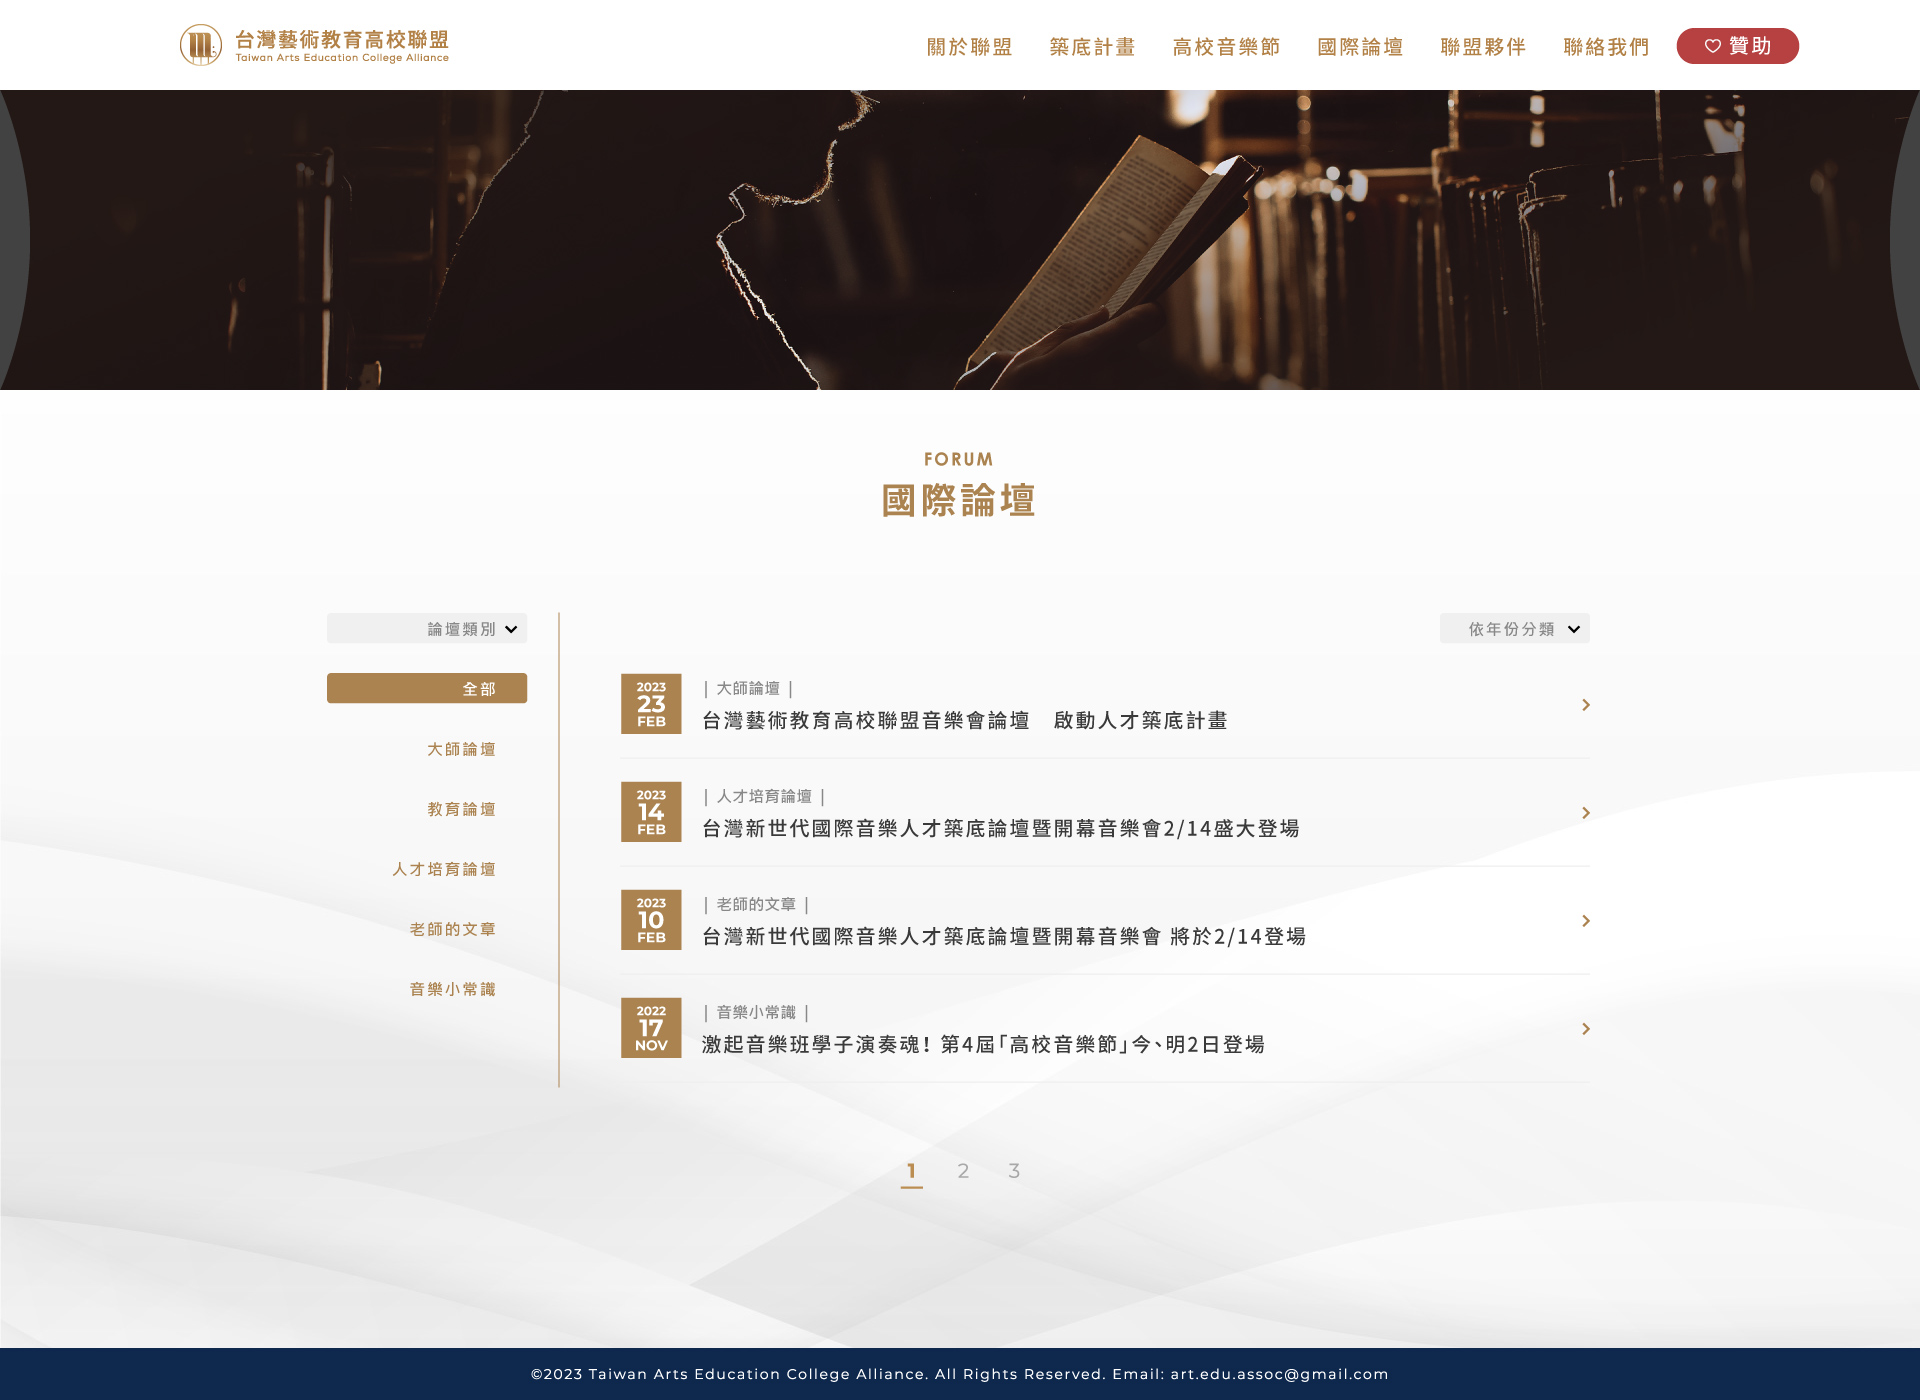 台灣藝術教育高校聯盟
Taiwan Arts Education College Alliance
關於聯盟 築底計畫 高校音樂節 國際論壇 聯盟夥伴 聯絡我們 贊助
FORUM
國際論壇
論壇類別
依年份分類
全部
大師論壇
教育論壇
人才培育論壇
老師的文章
音樂小常識
2023
23
FEB
| 大師論壇 |
台灣藝術教育高校聯盟音樂會論壇　啟動人才築底計畫
2023
14
FEB
| 人才培育論壇 |
台灣新世代國際音樂人才築底論壇暨開幕音樂會2/14盛大登場
2023
10
FEB
| 老師的文章 |
台灣新世代國際音樂人才築底論壇暨開幕音樂會 將於2/14登場
2022
17
NOV
| 音樂小常識 |
激起音樂班學子演奏魂！第4屆「高校音樂節」今、明2日登場
1 2 3
©2023 Taiwan Arts Education College Alliance. All Rights Reserved. Email: art.edu.assoc@gmail.com